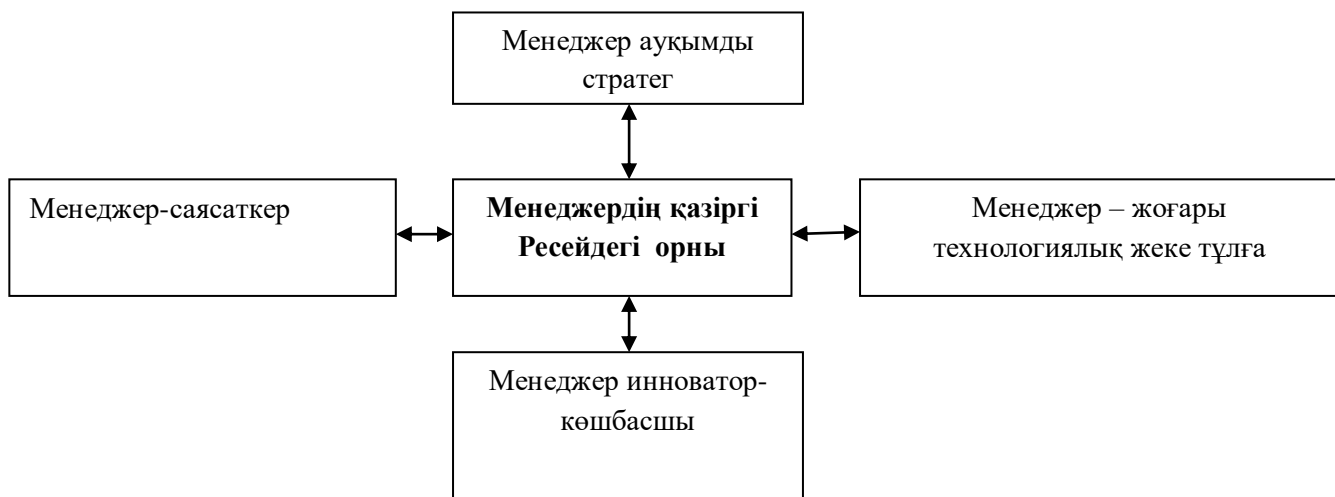 Менеджер ауқымды
стратег
Менеджер-саясаткер
Менеджердің қазіргі
Ресейдегі орны
Менеджер – жоғары
технологиялық жеке тұлға
Менеджер инноватор-
көшбасшы